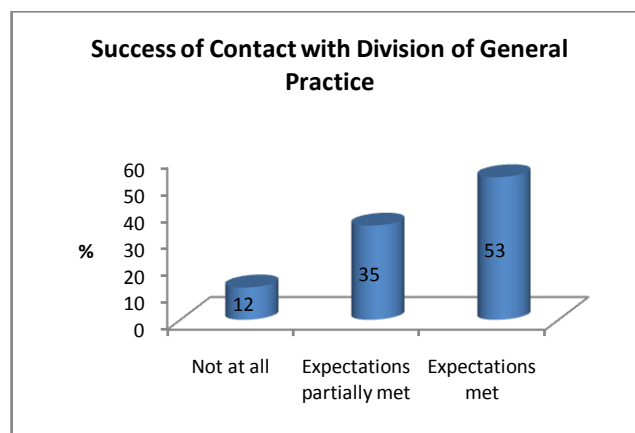 Success of Contact with Division of General
Practice
60
50
40
30
20
10
0
%
12
35
53
Not at all
Expectations
partially met
Expectations
met